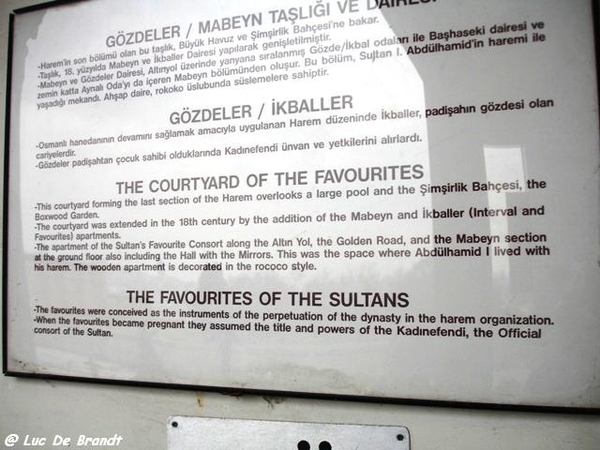 GÖZDELER / MABEYN TAŞLIĞI VE DAİRESİ
-Harem'in son bölümü olan bu taşlık, Büyük Havuz ve Şimşirlik Bahçesi'ne bakar.
-Taşlık, 18. yüzyılda Mabeyn ve İkballer Dairesi yapılarak genişletilmiştir.
-Mabeyn ve Gözdeler Dairesi, Altınyol üzerinde yanyana sıralanmış Gözde/İkbal odaları ile Başhaseki dairesi ve
zemin katta Aynalı Oda'yı da içeren Mabeyn bölümünden oluşur. Bu bölüm, Sultan I. Abdülhamid'in haremi ile
yaşadığı mekandı. Ahşap daire, rokoko üslubunda süslemelere sahiptir.
GÖZDELER / İKBALLER
-Osmanlı hanedanının devamını sağlamak amacıyla uygulanan Harem düzeninde İkballer, padişahın gözdesi olan
cariyelerdir.
-Gözdeler padişahtan çocuk sahibi olduklarında Kadınefendi ünvan ve yetkilerini alırlardı.
THE COURTYARD OF THE FAVOURITES
-This courtyard forming the last section of the Harem overlooks a large pool and the Şimşirlik Bahçesi, the
Boxwood Garden.
-The courtyard was extended in the 18th century by the addition of the Mabeyn and İkballer (Interval and
Favourites) apartments.
-The apartment of the Sultan's Favourite Consort along the Altın Yol, the Golden Road, and the Mabeyn section
at the ground floor also including the Hall with the Mirrors. This was the space where Abdülhamid I lived with
his harem. The wooden apartment is decorated in the rococo style.
THE FAVOURITES OF THE SULTANS
-The favourites were conceived as the instruments of the perpetuation of the dynasty in the harem organization.
-When the favourites became pregnant they assumed the title and powers of the Kadınefendi, the Official
consort of the Sultan.
@ Luc De Brandt